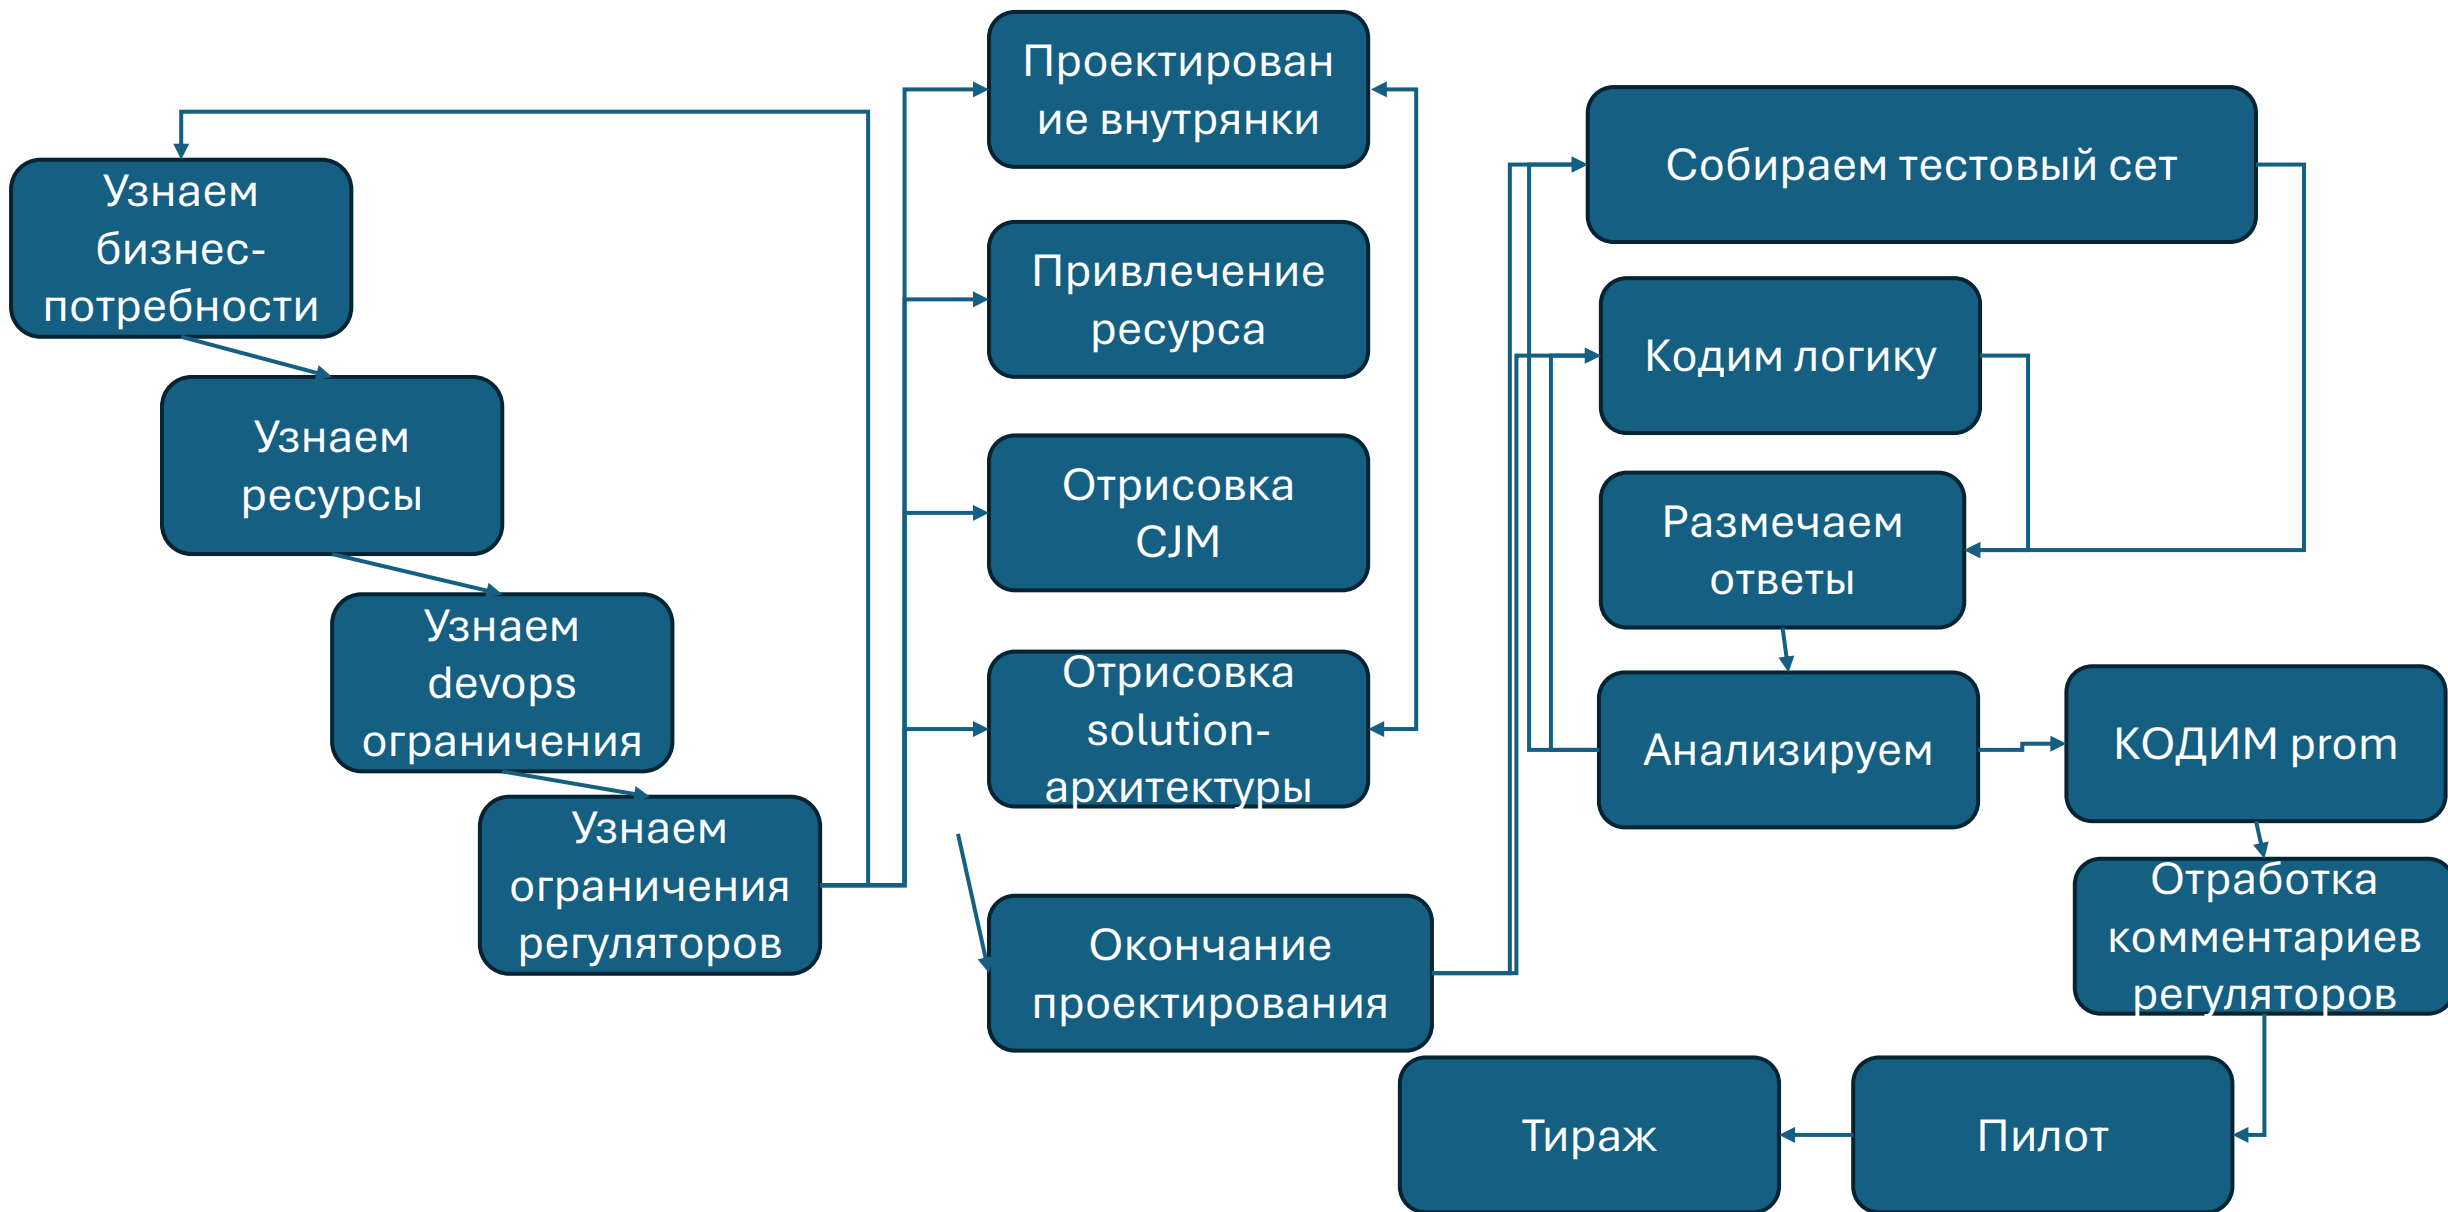 Узнаем
бизнес-
потребности
Узнаем
ресурсы
Узнаем
devops
ограничения
Узнаем
ограничения
регуляторов
Проектирован
ие внутрянки
Привлечение
ресурса
Отрисовка
CJM
Отрисовка
solution-
архитектуры
Окончание
проектирования
Собираем тестовый сет
Кодим логику
Размечаем
ответы
Анализируем
КОДИМ prom
Отработка
комментариев
регуляторов
Пилот
Тираж